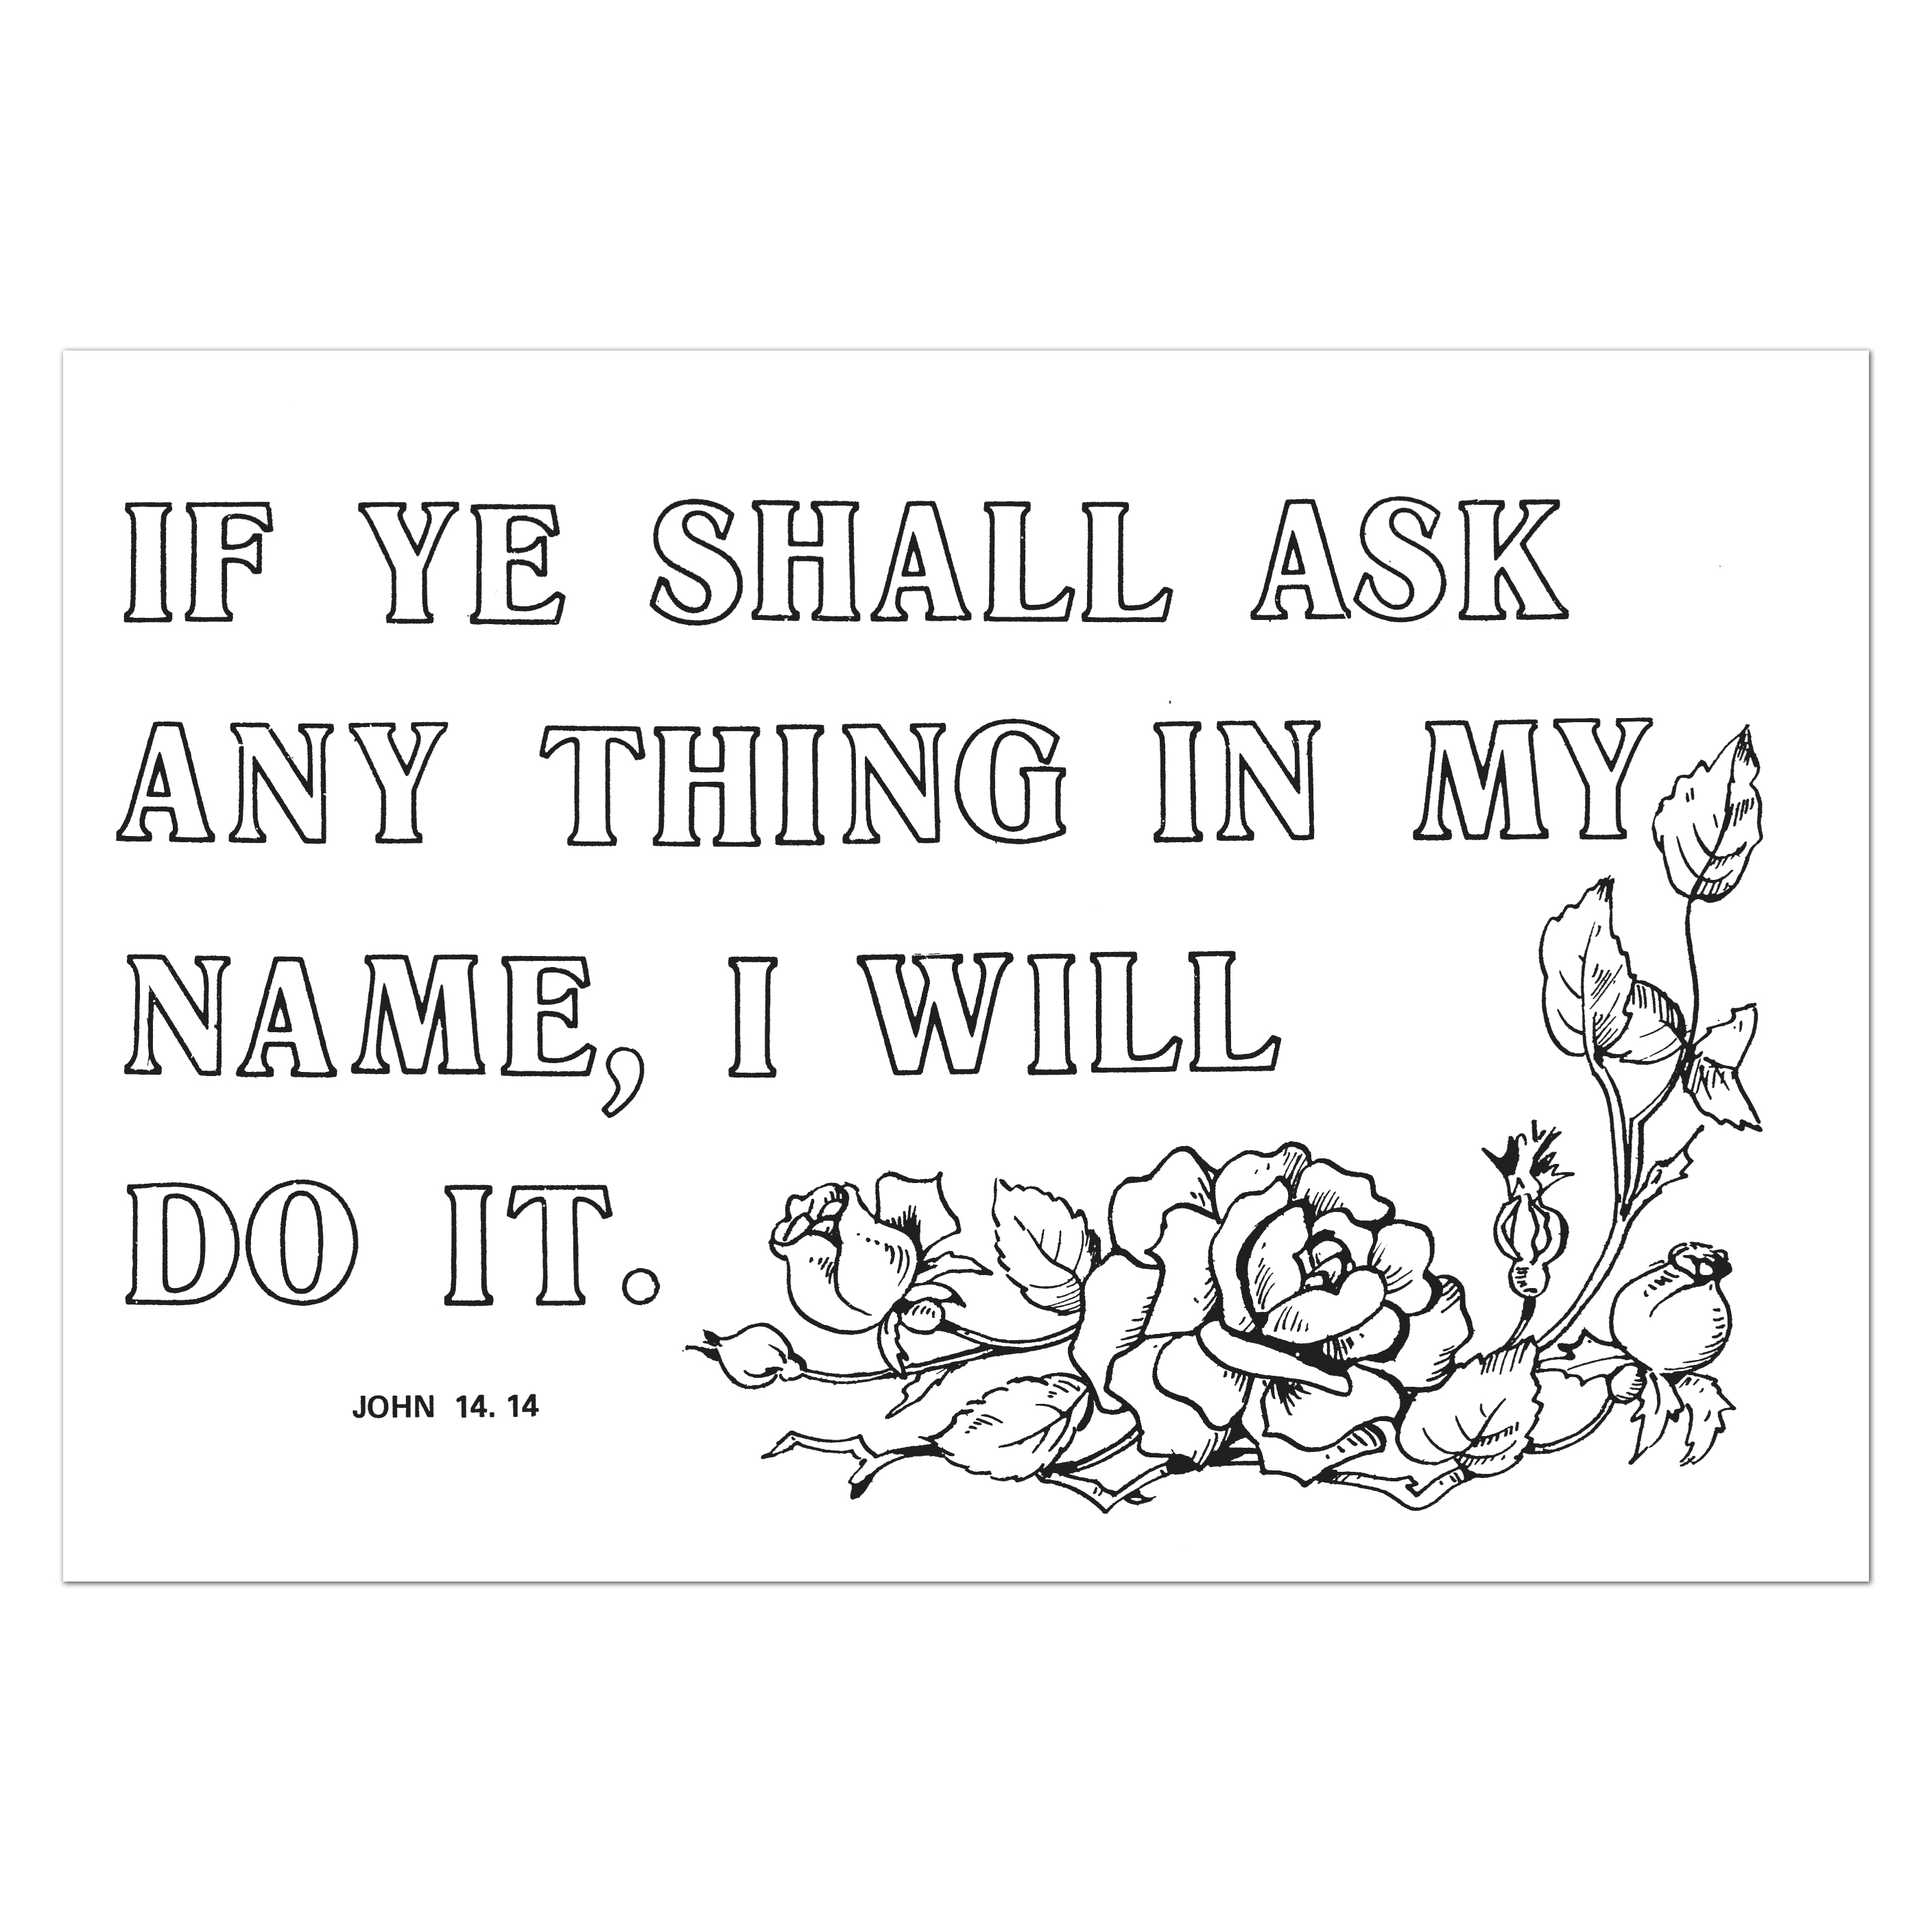 IF YE SHALL ASK
ANY THING IN MY
NAME, I WILL
DO IT.
JOHN 14. 14